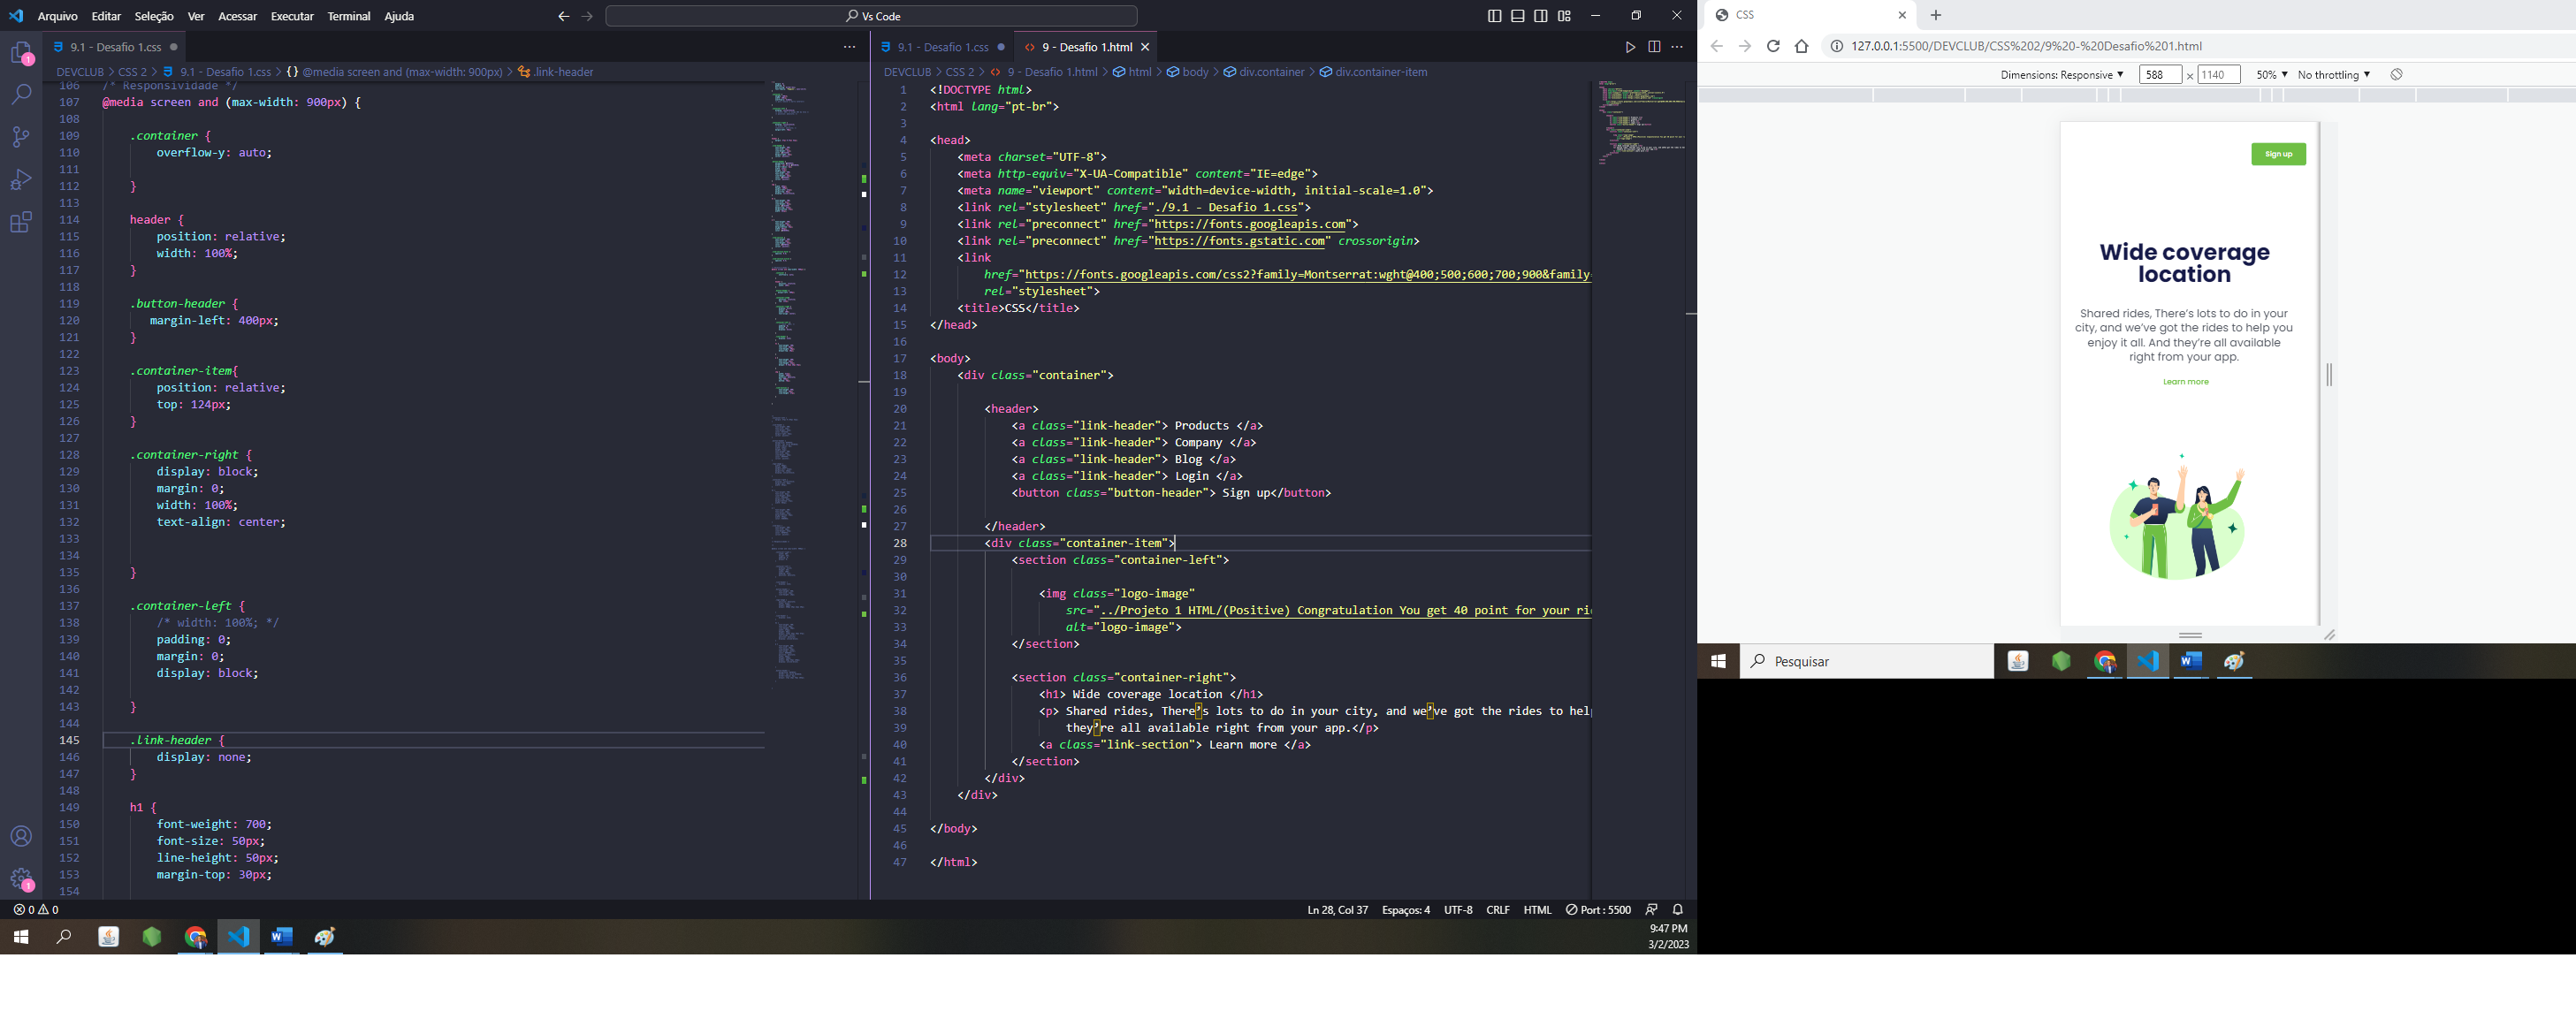 Arquivo Editar Seleção Ver Acessar Executar Terminal Ajuda
Vs Code
9.1 - Desafio 1.css
DEVCLUB > CSS 2 > 9.1 - Desafio 1.css > {} @media screen and (max-width: 900px) > .link-header
106 /* Responsividade */
107 @media screen and (max-width: 900px) {
108
109 .container {
110 overflow-y: auto;
111
112 }
113
114 header {
115 position: relative;
116 width: 100%;
117 }
118
119 .button-header {
120 margin-left: 400px;
121 }
122
123 .container-item{
124 position: relative;
125 top: 124px;
126 }
127
128 .container-right {
129 display: block;
130 margin: 0;
131 width: 100%;
132 text-align: center;
133
134
135 }
136
137 .container-left {
138 /* width: 100%; */
139 padding: 0;
140 margin: 0;
141 display: block;
142
143 }
144
145 .link-header {
146 display: none;
147 }
148
149 h1 {
150 font-weight: 700;
151 font-size: 50px;
152 line-height: 50px;
153 margin-top: 30px;
154
9.1 - Desafio 1.css
9 - Desafio 1.html
DEVCLUB > CSS 2 > 9 - Desafio 1.html > html > body > div.container > div.container-item
1 <!DOCTYPE html>
2 <html lang="pt-br">
3
4 <head>
5 <meta charset="UTF-8">
6 <meta http-equiv="X-UA-Compatible" content="IE=edge">
7 <meta name="viewport" content="width=device-width, initial-scale=1.0">
8 <link rel="stylesheet" href="./9.1 - Desafio 1.css">
9 <link rel="preconnect" href="https://fonts.googleapis.com">
10 <link rel="preconnect" href="https://fonts.gstatic.com" crossorigin>
11 <link
12 href="https://fonts.googleapis.com/css2?family=Montserrat:wght@400;500;600;700;900&family=
13 rel="stylesheet">
14 <title>CSS</title>
15 </head>
16
17 <body>
18 <div class="container">
19
20 <header>
21 <a class="link-header"> Products </a>
22 <a class="link-header"> Company </a>
23 <a class="link-header"> Blog </a>
24 <a class="link-header"> Login </a>
25 <button class="button-header"> Sign up</button>
26
27 </header>
28 <div class="container-item">
29 <section class="container-left">
30
31 <img class="logo-image"
32 src="../Projeto 1 HTML/(Positive) Congratulation You get 40 point for your ri
33 alt="logo-image">
34 </section>
35
36 <section class="container-right">
37 <h1> Wide coverage location </h1>
38 <p> Shared rides, There’s lots to do in your city, and we’ve got the rides to hel
39 they’re all available right from your app.</p>
40 <a class="link-section"> Learn more </a>
41 </section>
42 </div>
43 </div>
44
45 </body>
46
47 </html>
0 0
Ln 28, Col 37 Espaços: 4 UTF-8 CRLF HTML Port : 5500
9:47 PM
3/2/2023
CSS
127.0.0.1:5500/DEVCLUB/CSS%202/9%20-%20Desafio%201.html
Dimensions: Responsive 588 × 1140 50% No throttling
Sign up
Wide coverage
location
Shared rides, There’s lots to do in your
city, and we’ve got the rides to help you
enjoy it all. And they’re all available
right from your app.
Learn more
Pesquisar